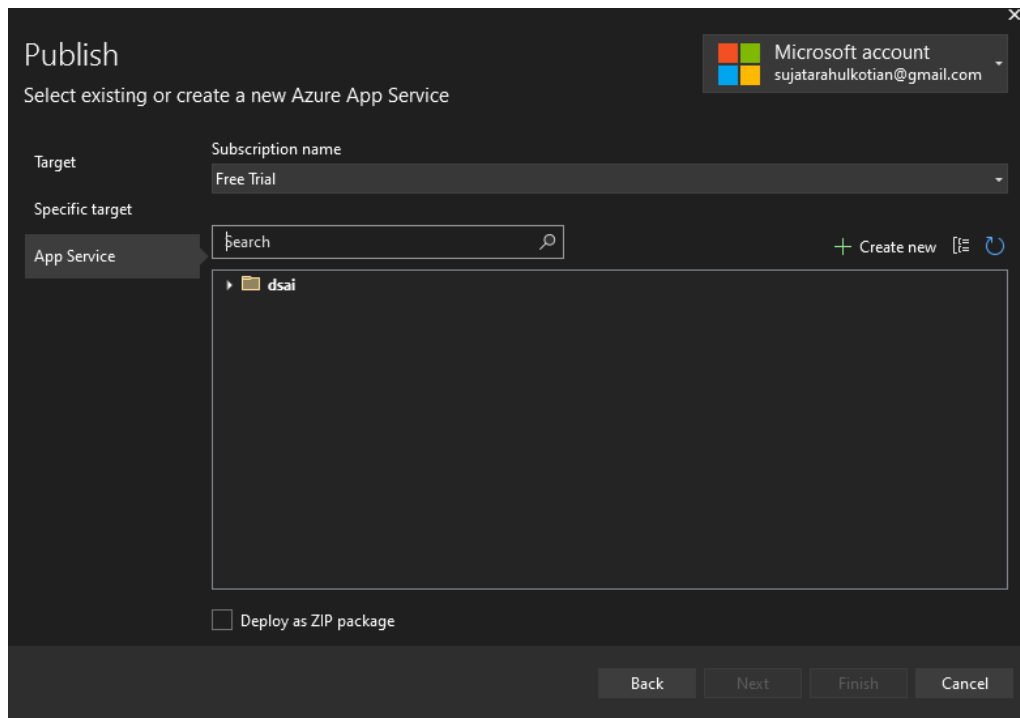 Publish
Microsoft account
sujatarahulkotian@gmail.com
Select existing or create a new Azure App Service
Target
Specific target
App Service
Subscription name
Free Trial
Search
Create new
dsai
Deploy as ZIP package
Back
Next
Finish
Cancel